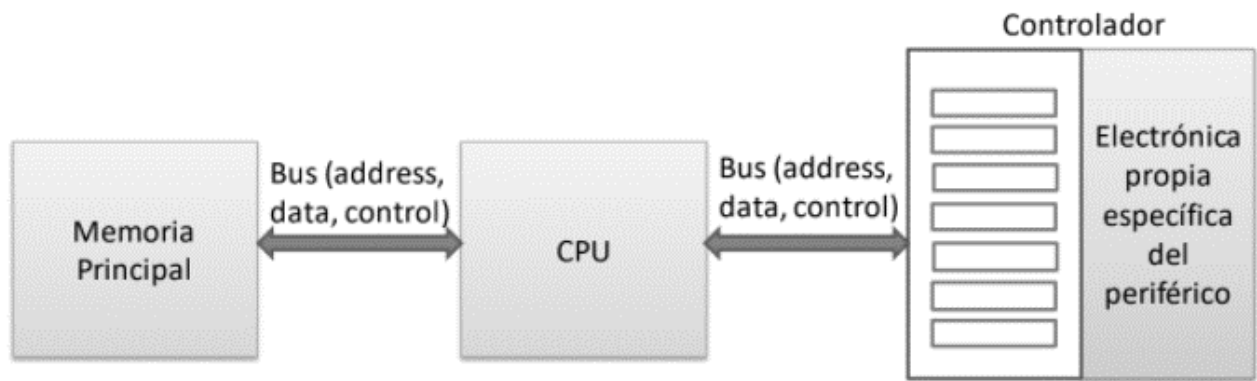 Controlador
Memoria
Principal
Bus (address,
data, control)
CPU
Bus (address,
data, control)
Electrónica
propia
específica
del
periférico